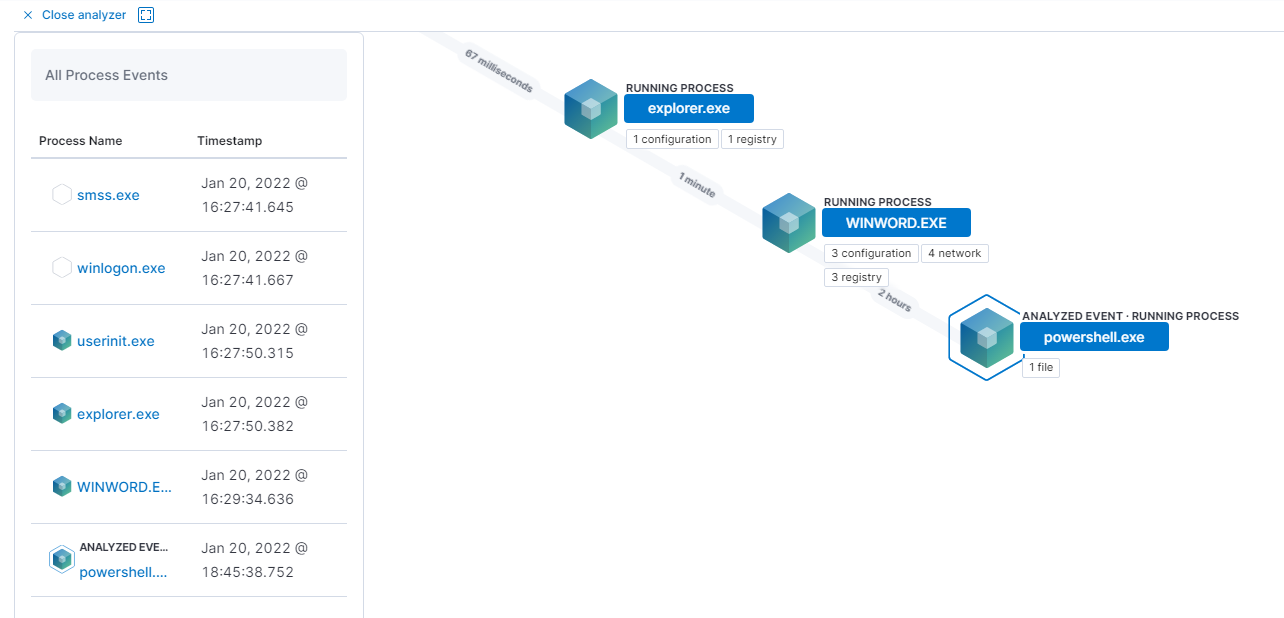 Close analyzer
All Process Events
Process Name Timestamp
smss.exe
Jan 20, 2022 @
16:27:41.645
winlogon.exe
Jan 20, 2022 @
16:27:41.667
userinit.exe
Jan 20, 2022 @
16:27:50.315
explorer.exe
Jan 20, 2022 @
16:27:50.382
WINWORD.E...
Jan 20, 2022 @
16:29:34.636
ANALYZED EVE...
powershell....
Jan 20, 2022 @
18:45:38.752
67 milliseconds
RUNNING PROCESS
explorer.exe
1 configuration 1 registry
1 minute
RUNNING PROCESS
WINWORD.EXE
3 configuration 4 network
3 registry
2 hours
ANALYZED EVENT · RUNNING PROCESS
powershell.exe
1 file